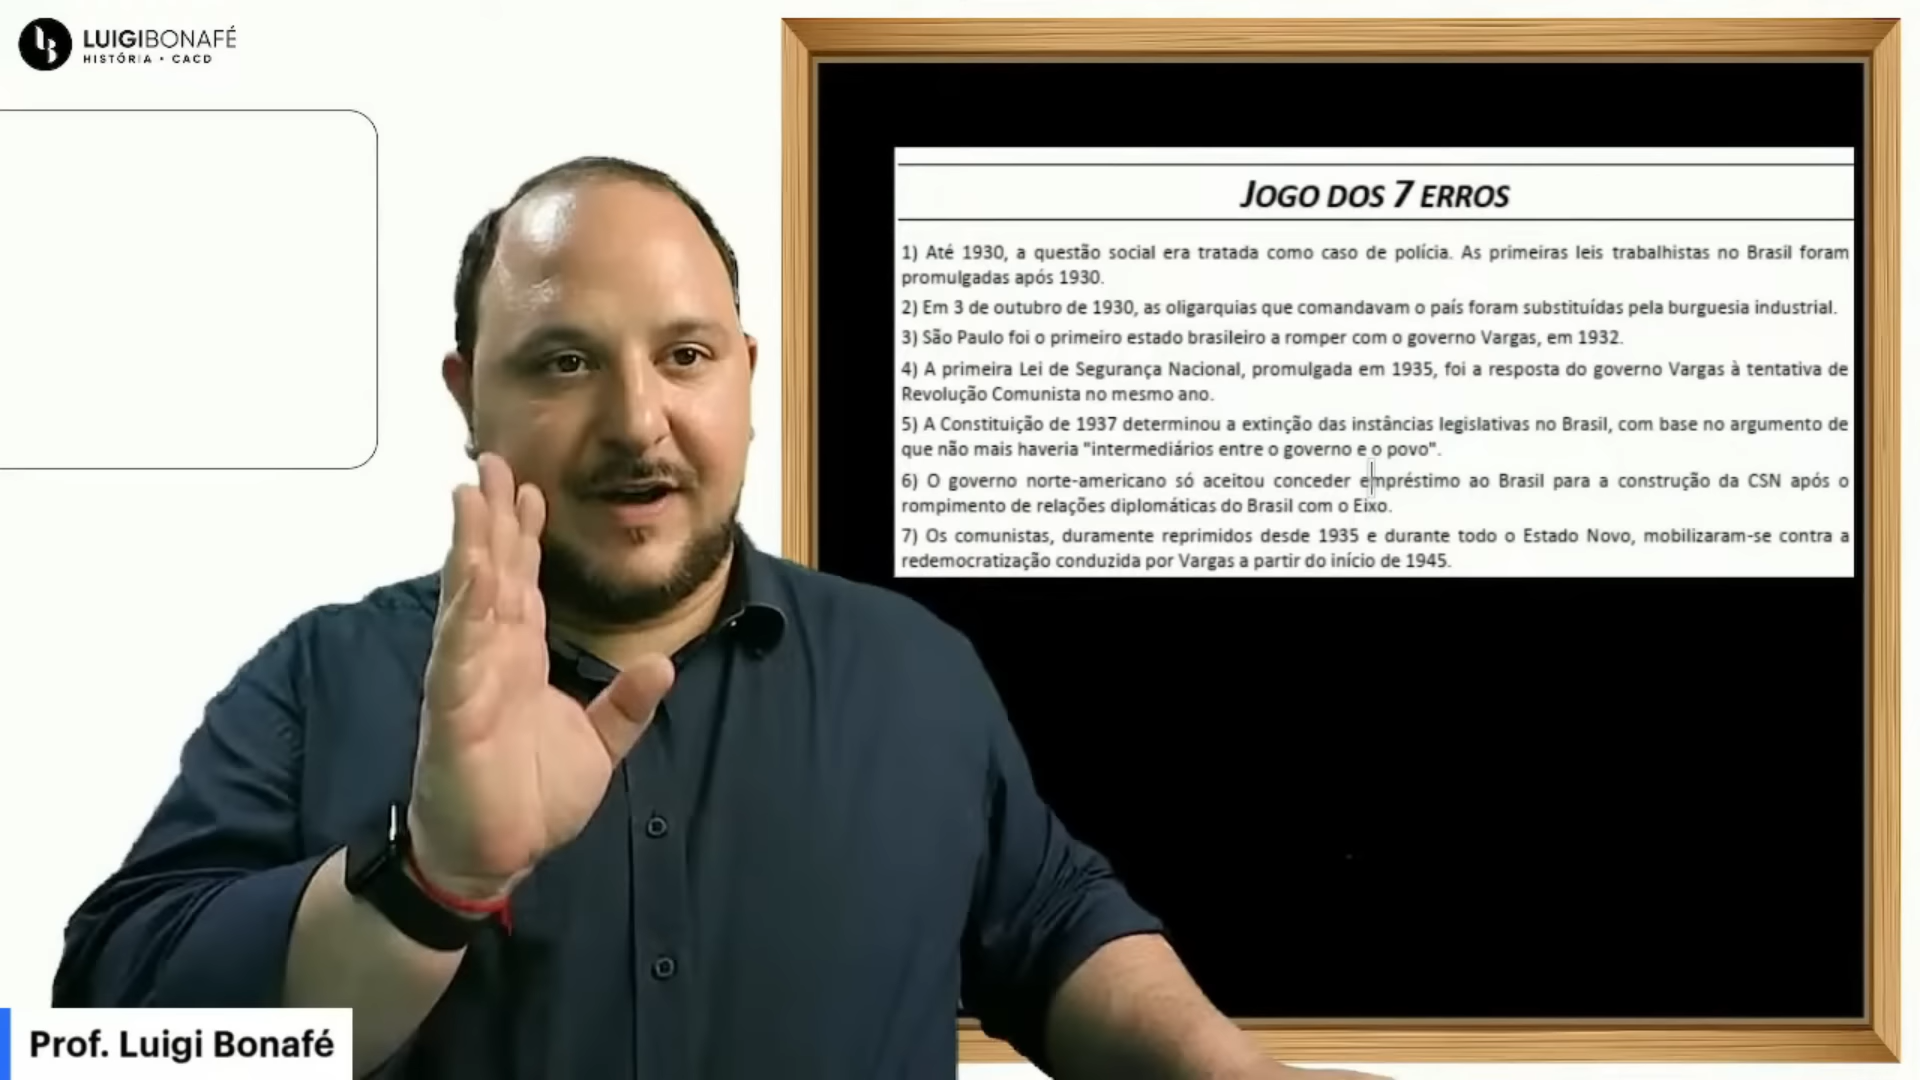 LUIGIBONAFÉ
HISTÓRIA • CACD
JOGO DOS 7 ERROS
1) Até 1930, a questão social era tratada como caso de polícia. As primeiras leis trabalhistas no Brasil foram
promulgadas após 1930.
2) Em 3 de outubro de 1930, as oligarquias que comandavam o país foram substituídas pela burguesia industrial.
3) São Paulo foi o primeiro estado brasileiro a romper com o governo Vargas, em 1932.
4) A primeira Lei de Segurança Nacional, promulgada em 1935, foi a resposta do governo Vargas à tentativa de
Revolução Comunista no mesmo ano.
5) A Constituição de 1937 determinou a extinção das instâncias legislativas no Brasil, com base no argumento de
que não mais haveria "intermediários entre o governo e o povo".
6) O governo norte-americano só aceitou conceder empréstimo ao Brasil para a construção da CSN após o
rompimento de relações diplomáticas do Brasil com o Eixo.
7) Os comunistas, duramente reprimidos desde 1935 e durante todo o Estado Novo, mobilizaram-se contra a
redemocratização conduzida por Vargas a partir do início de 1945.
Prof. Luigi Bonafé